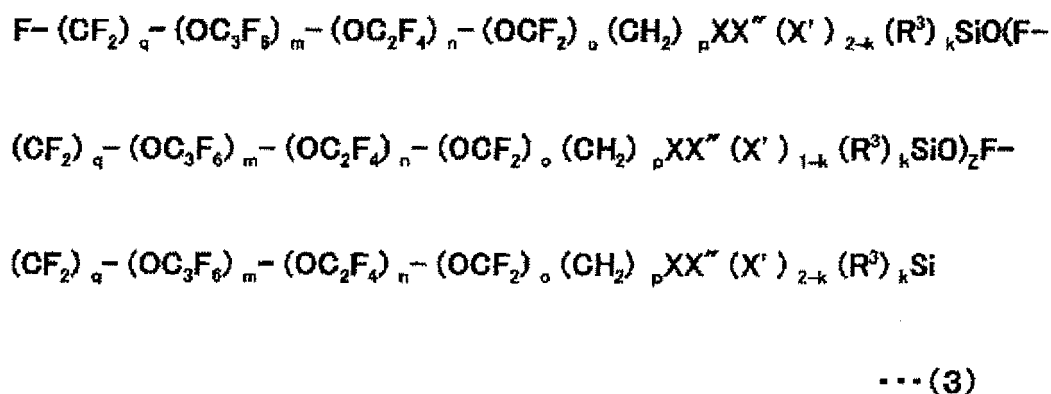 F-(CF₂)q-(OC₃F₆)m-(OC₂F₄)n-(OCF₂)o(CH₂)pXX″(X')₂₋ₖ(R³)ₖSiO(F-
(CF₂)q-(OC₃F₆)m-(OC₂F₄)n-(OCF₂)o(CH₂)pXX″(X')₁₋ₖ(R³)ₖSiO)zF-
(CF₂)q-(OC₃F₆)m-(OC₂F₄)n-(OCF₂)o(CH₂)pXX″(X')₂₋ₖ(R³)ₖSi
···(3)